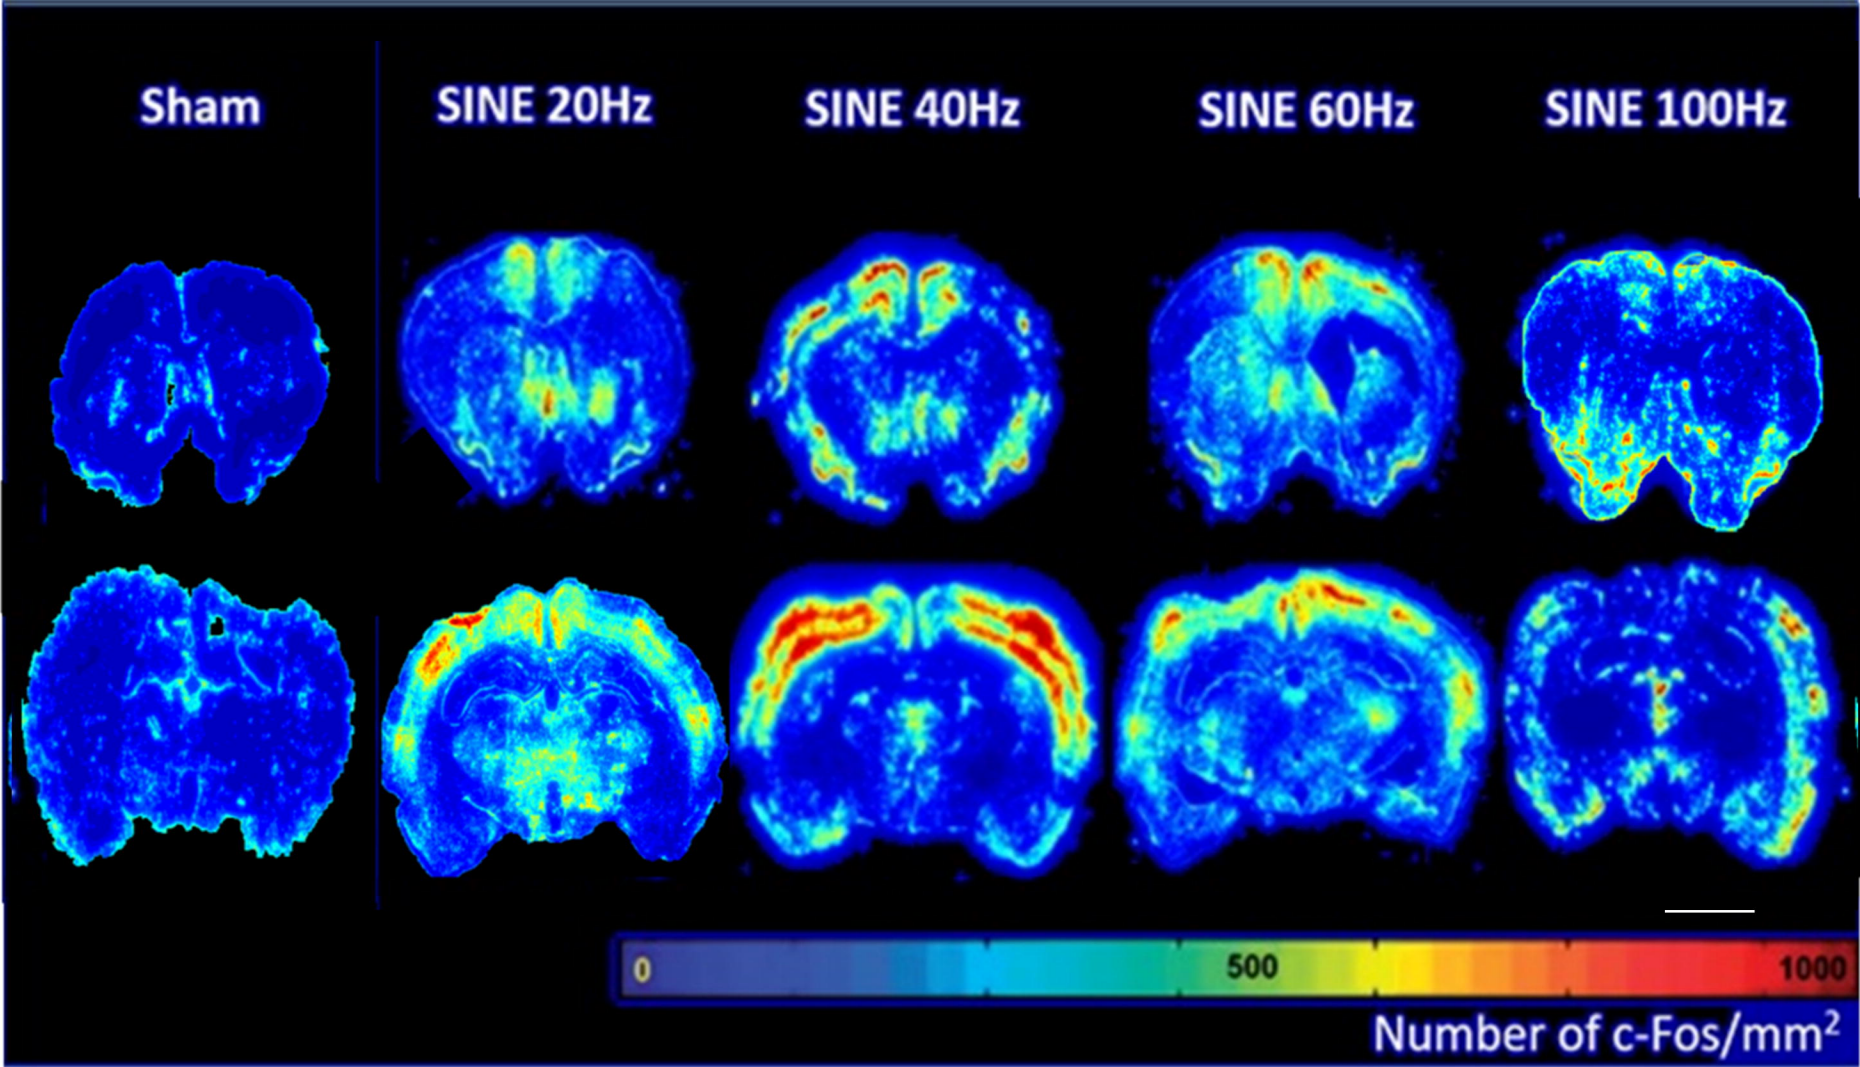 Sham
SINE 20Hz
SINE 40Hz
SINE 60Hz
SINE 100Hz
0
500
1000
Number of c-Fos/mm²